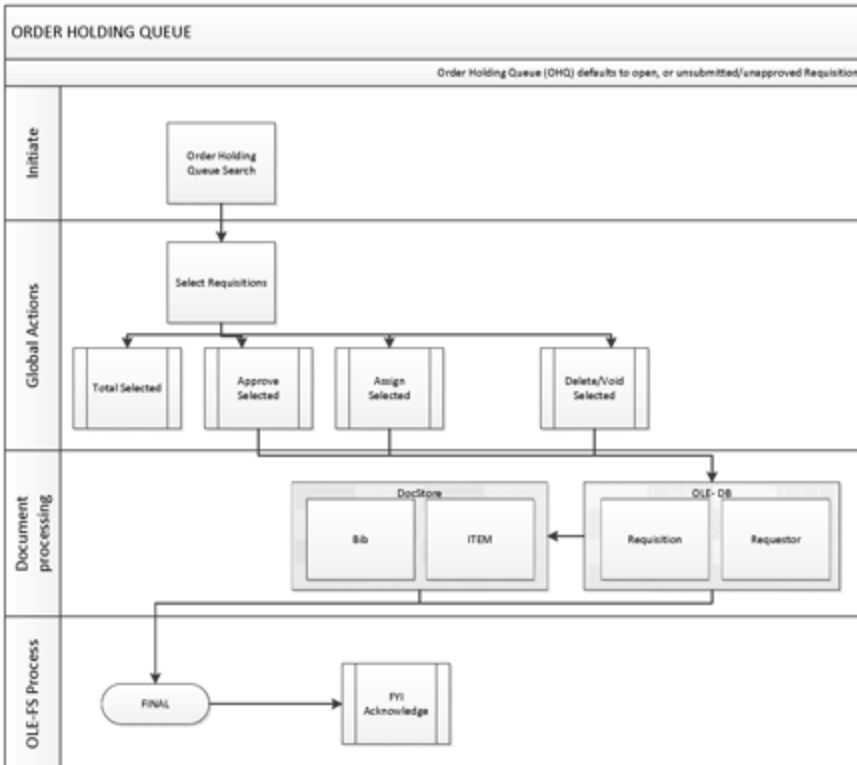 ORDER HOLDING QUEUE
Order Holding Queue (OHQ) defaults to open, or unsubmitted/unapproved Requisition
Initiate
Order Holding
Queue Search
Global Actions
Select Requisitions
Total Selected
Approve
Selected
Assign
Selected
Delete/Void
Selected
Document
processing
DocStore
Bib
ITEM
OLE- DB
Requisition
Requestor
OLE-FS Process
FINAL
FYI
Acknowledge